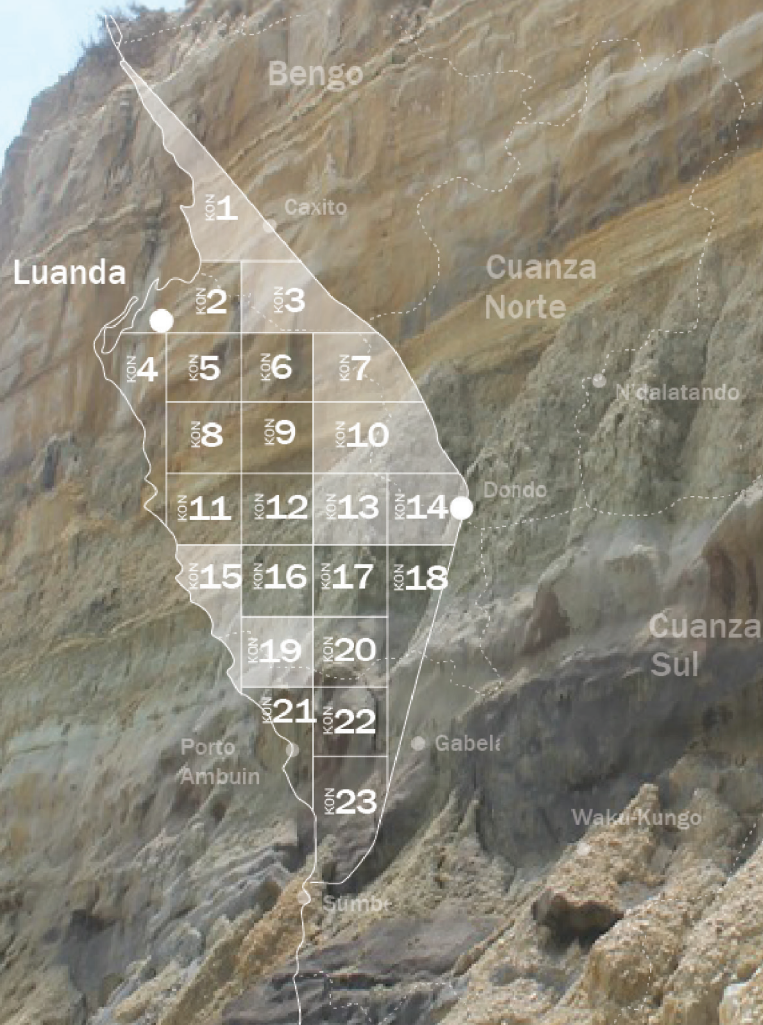 Bengo
KON 1
Caxito
Luanda
KON 2
KON 3
Cuanza
Norte
KON 4
KON 5
KON 6
KON 7
N'dalatando
KON 8
KON 9
KON 10
KON 11
KON 12
KON 13
KON 14
Dondo
KON 15
KON 16
KON 17
KON 18
KON 19
KON 20
Cuanza
Sul
KON 21
KON 22
Porto
Ambuin
Gabela
KON 23
Waku-Kungo
Sumbe